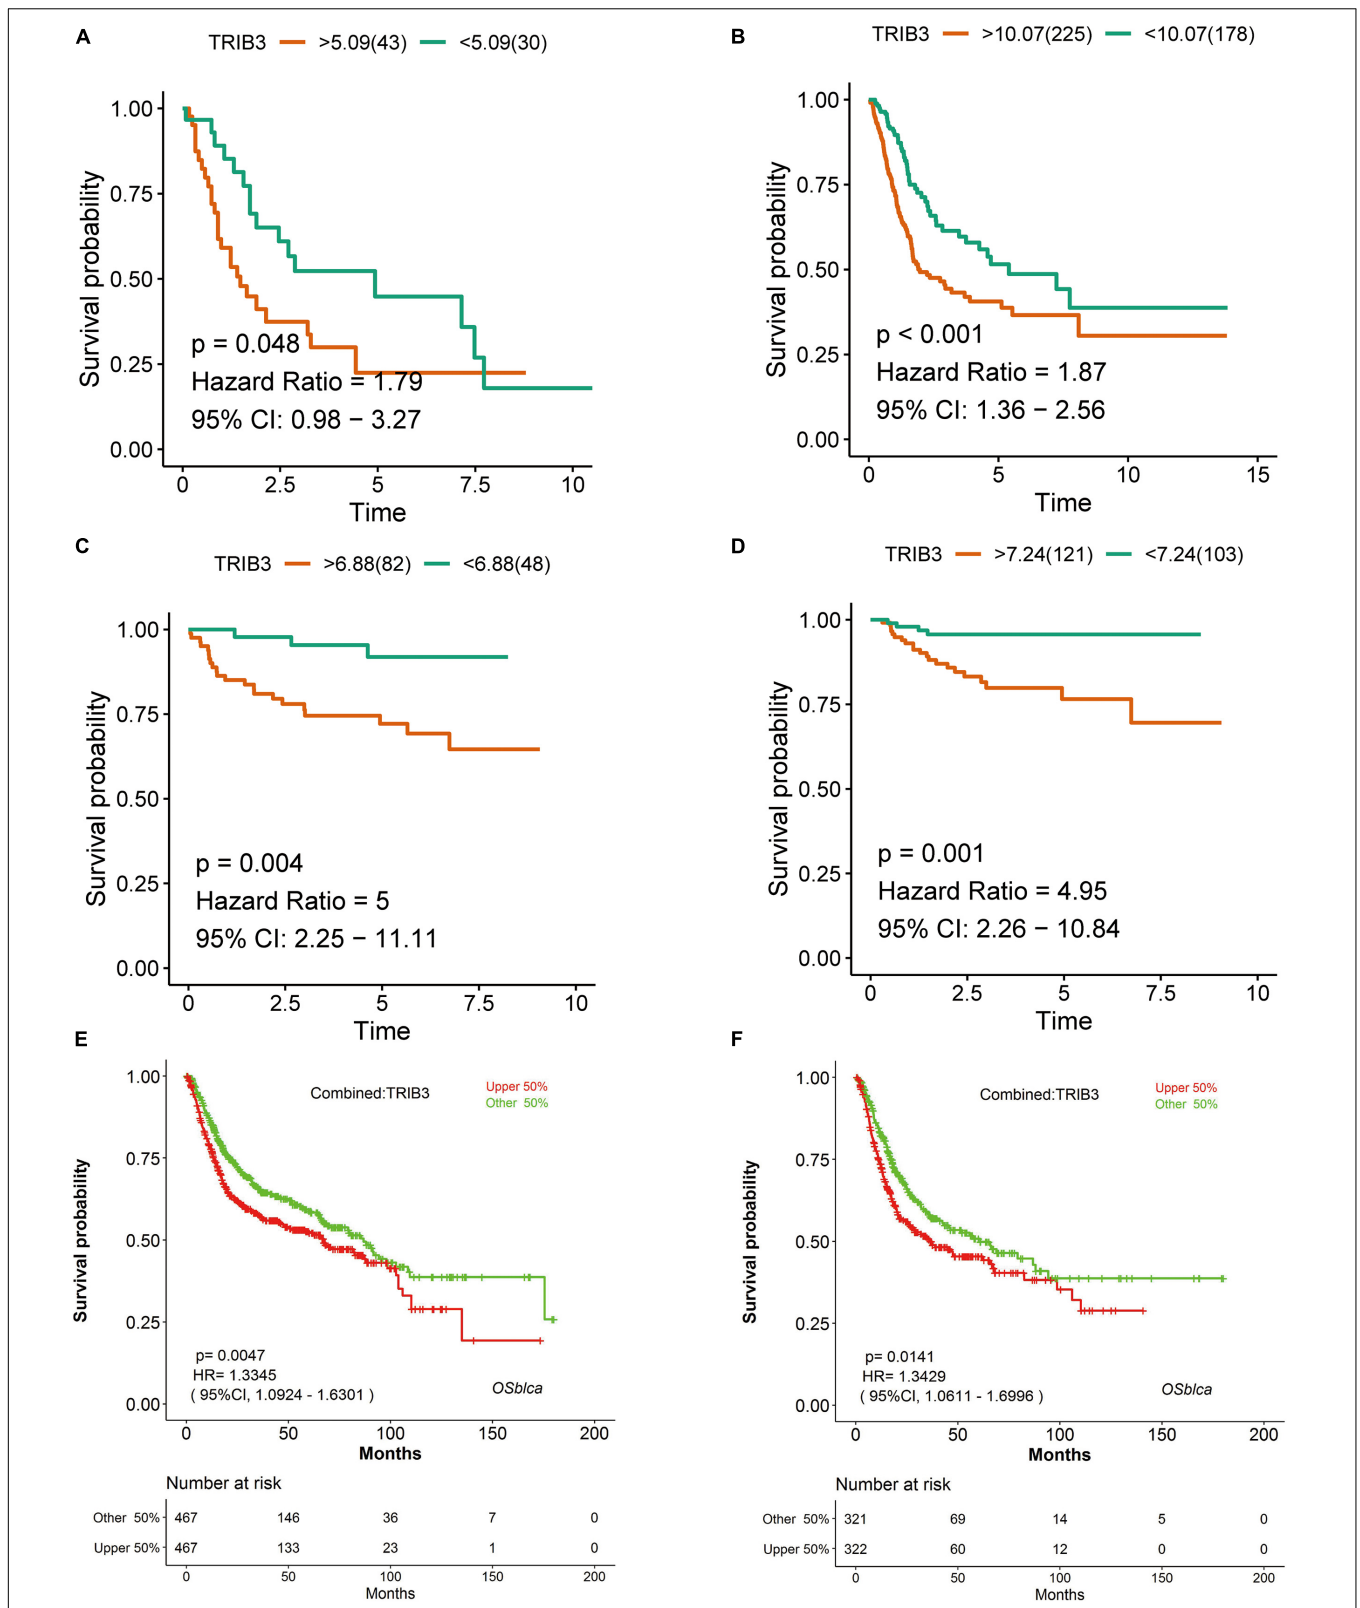 A
TRIB3 >5.09(43) <5.09(30)
1.00
0.75
0.50
0.25
0.00
Survival probability
p = 0.048
Hazard Ratio = 1.79
95% CI: 0.98 − 3.27
0 2.5 5 7.5 10
Time
B
TRIB3 >10.07(225) <10.07(178)
1.00
0.75
0.50
0.25
0.00
Survival probability
p < 0.001
Hazard Ratio = 1.87
95% CI: 1.36 − 2.56
0 5 10 15
Time
C
TRIB3 >6.88(82) <6.88(48)
1.00
0.75
0.50
0.25
0.00
Survival probability
p = 0.004
Hazard Ratio = 5
95% CI: 2.25 − 11.11
0 2.5 5 7.5 10
Time
D
TRIB3 >7.24(121) <7.24(103)
1.00
0.75
0.50
0.25
0.00
Survival probability
p = 0.001
Hazard Ratio = 4.95
95% CI: 2.26 − 10.84
0 2.5 5 7.5 10
Time
E
Combined:TRIB3
Upper 50%
Other 50%
1.00
0.75
0.50
0.25
0.00
Survival probability
p= 0.0047
HR= 1.3345
( 95%CI, 1.0924 - 1.6301 )
OSblca
0 50 100 150 200
Months
Number at risk
Other 50% 467 146 36 7 0
Upper 50% 467 133 23 1 0
0 50 100 150 200
Months
F
Combined:TRIB3
Upper 50%
Other 50%
1.00
0.75
0.50
0.25
0.00
Survival probability
p= 0.0141
HR= 1.3429
( 95%CI, 1.0611 - 1.6996 )
OSblca
0 50 100 150 200
Months
Number at risk
Other 50% 321 69 14 5 0
Upper 50% 322 60 12 0 0
0 50 100 150 200
Months